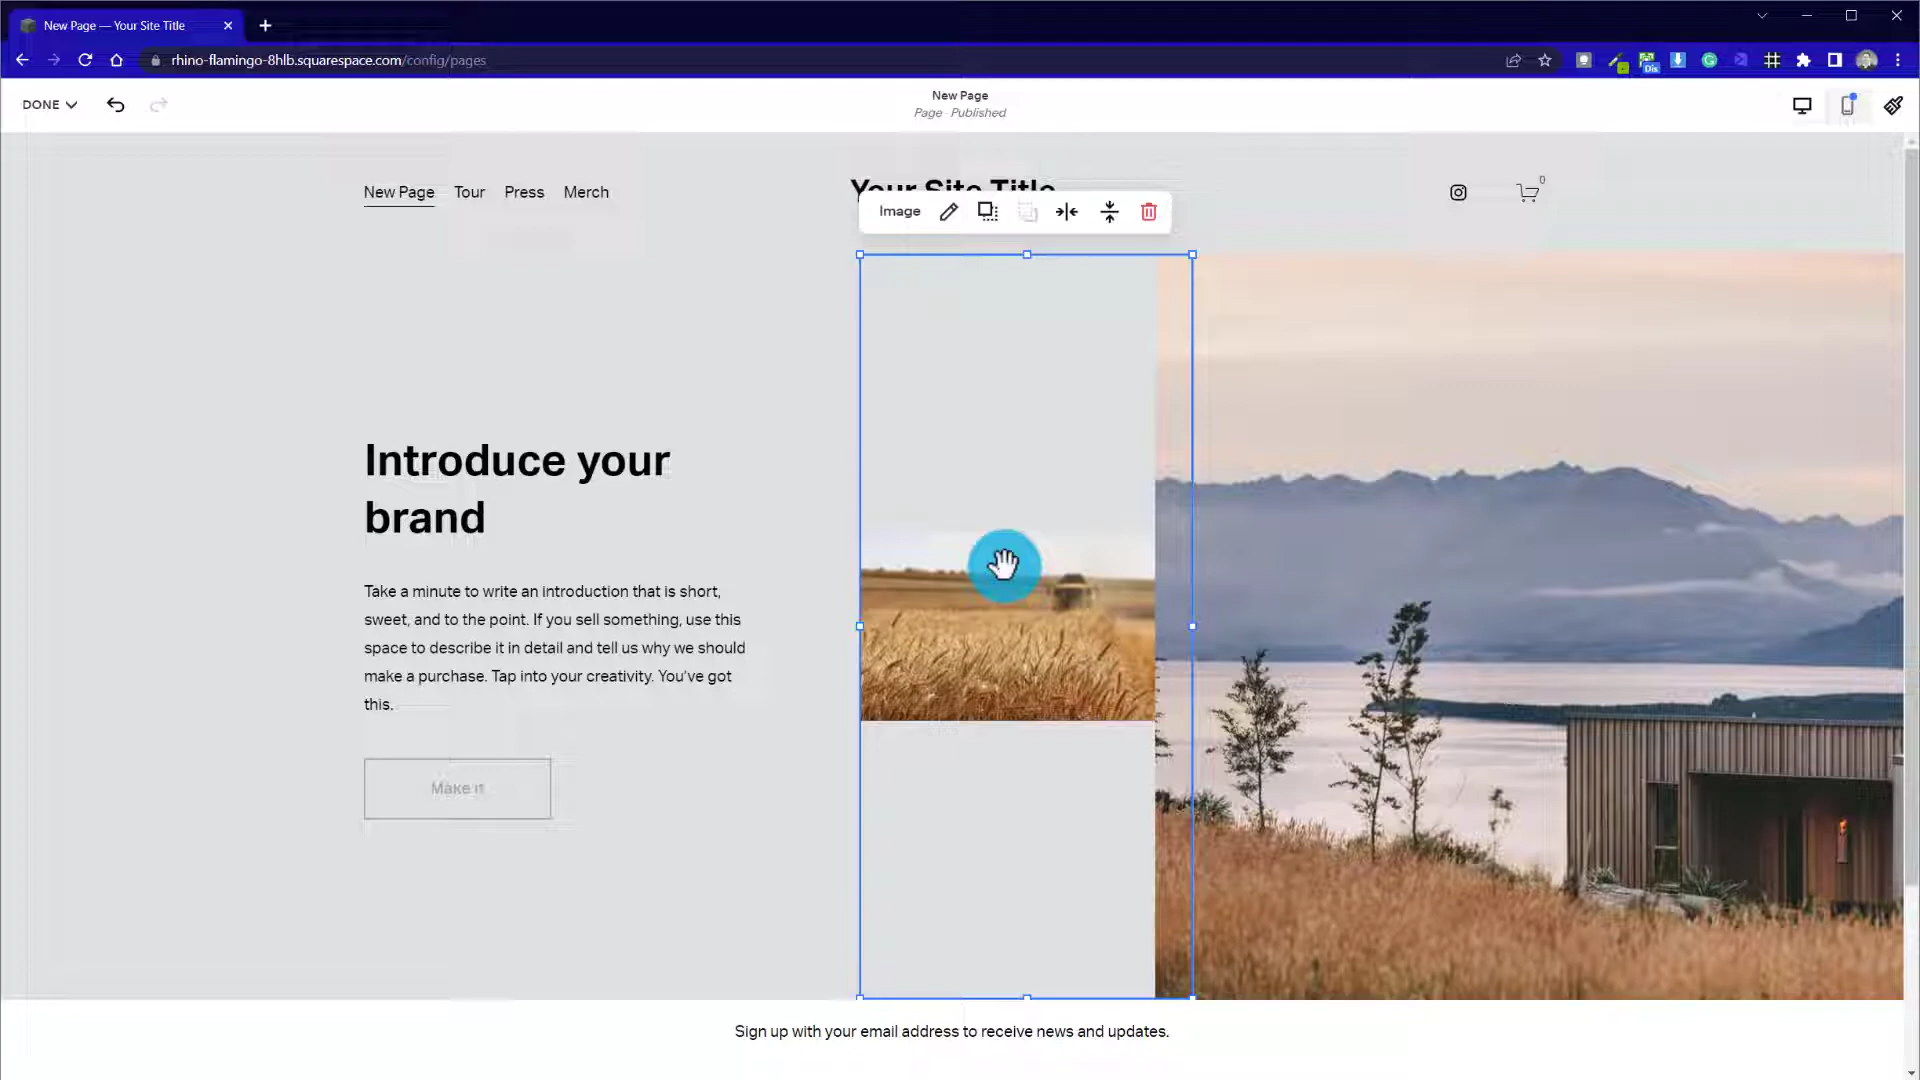 New Page — Your Site Title
rhino-flamingo-8hlb.squarespace.com/config/pages
Dis
DONE
New Page
Page · Published
New Page Tour Press Merch
Your Site Title
0
Image
Introduce your
brand
Take a minute to write an introduction that is short,
sweet, and to the point. If you sell something, use this
space to describe it in detail and tell us why we should
make a purchase. Tap into your creativity. You've got
this.
Make it
Sign up with your email address to receive news and updates.